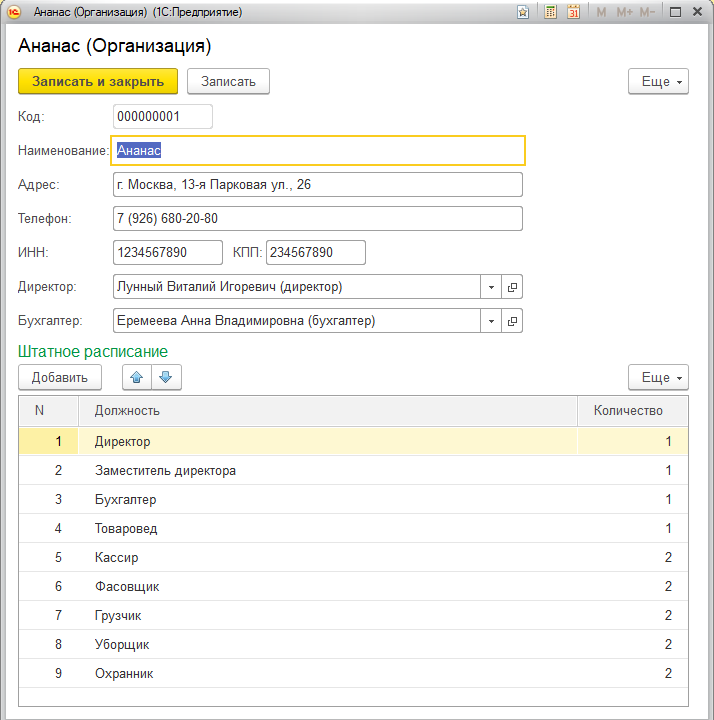 Ананас (Организация) (1С:Предприятие) M M+ M-
Ананас (Организация)
Записать и закрыть Записать Еще
Код: 000000001
Наименование: Ананас
Адрес: г. Москва, 13-я Парковая ул., 26
Телефон: 7 (926) 680-20-80
ИНН: 1234567890 КПП: 234567890
Директор: Лунный Виталий Игоревич (директор)
Бухгалтер: Еремеева Анна Владимировна (бухгалтер)
Штатное расписание
Добавить Еще
N Должность Количество
1 Директор 1
2 Заместитель директора 1
3 Бухгалтер 1
4 Товаровед 1
5 Кассир 2
6 Фасовщик 2
7 Грузчик 2
8 Уборщик 2
9 Охранник 2